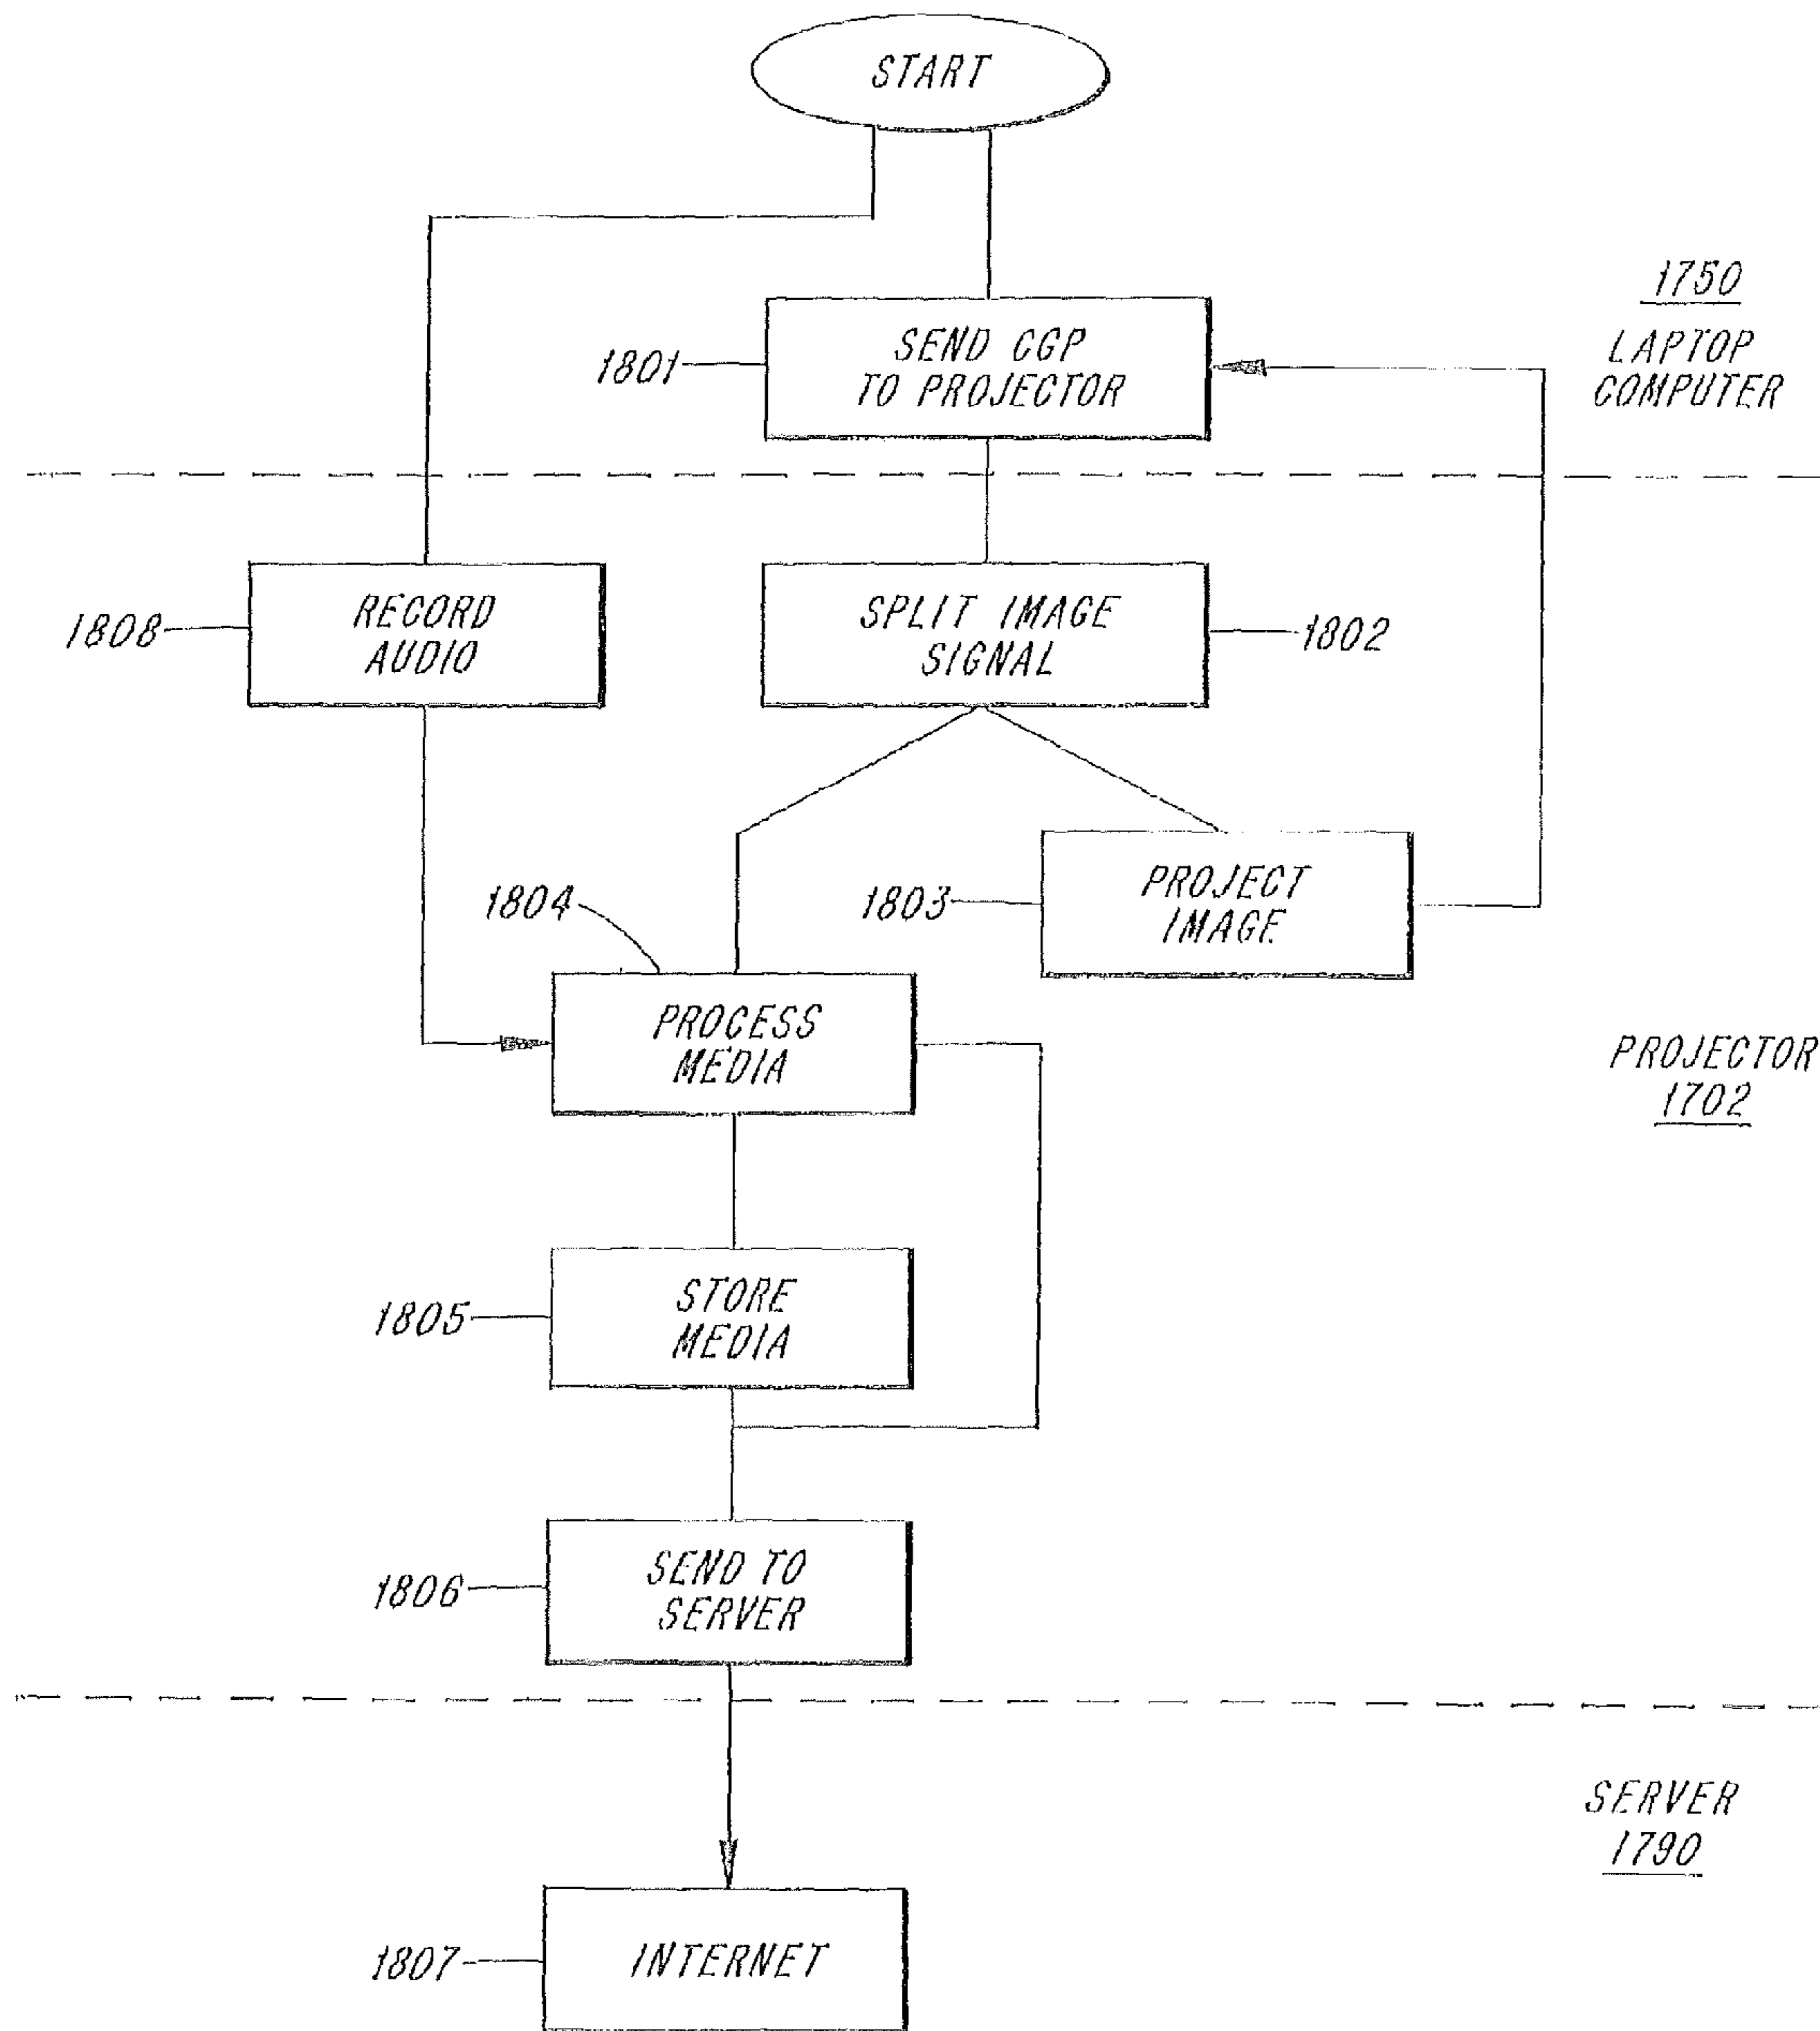 START
1750
LAPTOP
COMPUTER
1801
SEND CGP
TO PROJECTOR
1808
RECORD
AUDIO
SPLIT IMAGE
SIGNAL
1802
1804
1803
PROJECT
IMAGE
PROCESS
MEDIA
PROJECTOR
1702
1805
STORE
MEDIA
1806
SEND TO
SERVER
SERVER
1790
1807
INTERNET